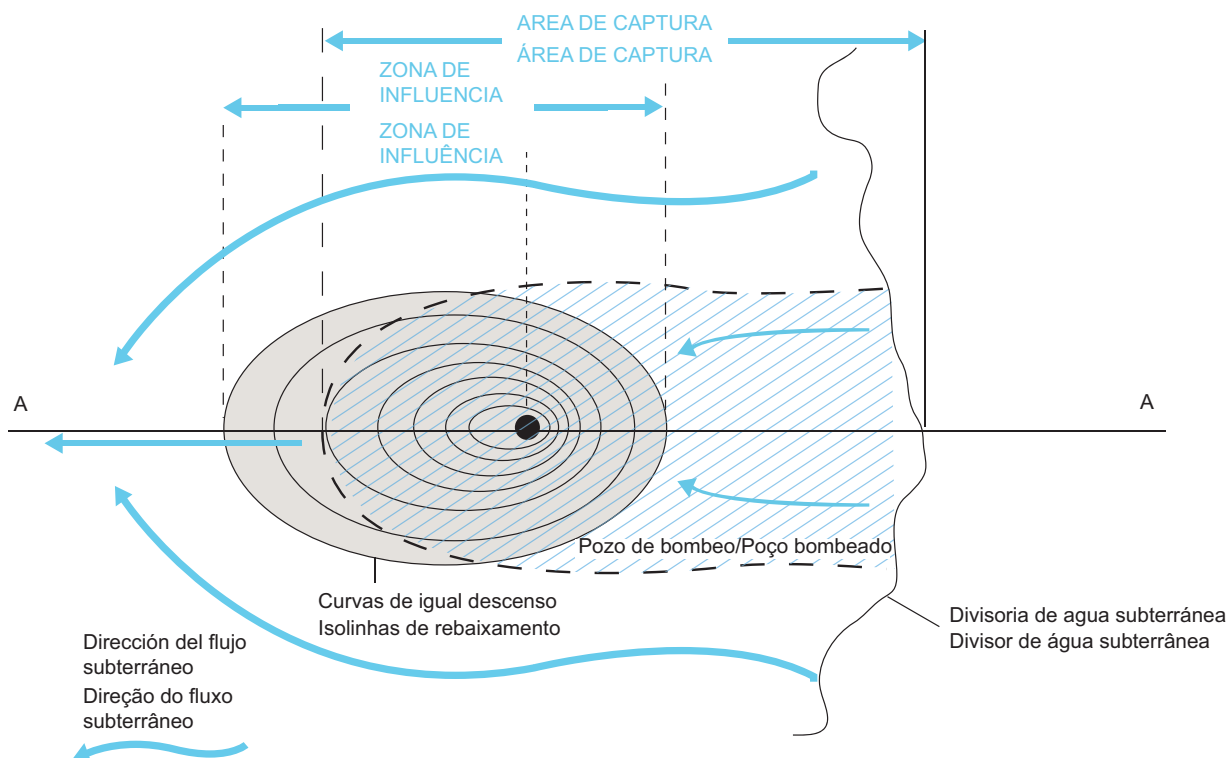 AREA DE CAPTURA
ÁREA DE CAPTURA
ZONA DE
INFLUENCIA
ZONA DE
INFLUÊNCIA
A
A
Pozo de bombeo/Poço bombeado
Curvas de igual descenso
Isolinhas de rebaixamento
Divisoria de agua subterránea
Divisor de água subterrânea
Dirección del flujo
subterráneo
Direção do fluxo
subterrâneo